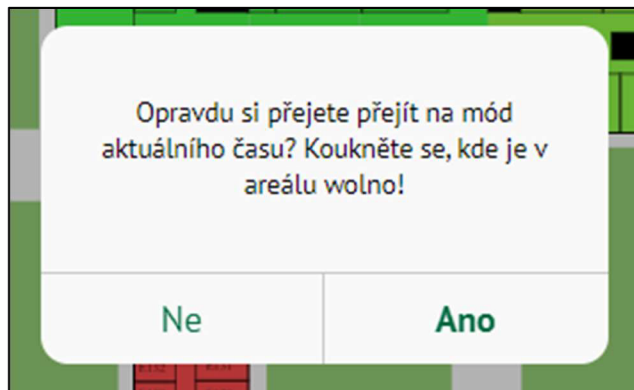 Opravdu si přejete přejít na mód
aktuálního času? Koukněte se, kde je v
areálu wolno!
Ne
Ano